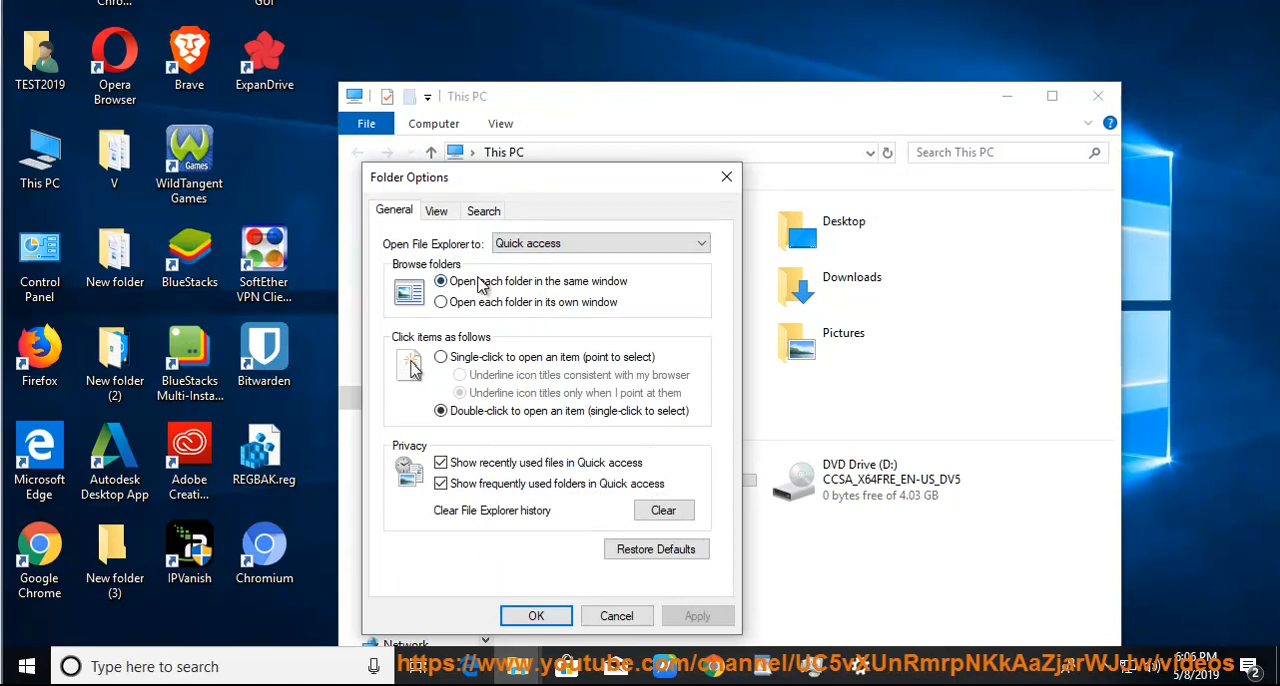 Chro...
GUI
TEST2019
Opera
Browser
Brave
ExpanDrive
This PC
V
WildTangent
Games
Control
Panel
New folder
BlueStacks
SoftEther
VPN Clie...
Firefox
New folder
(2)
BlueStacks
Multi-Insta...
Bitwarden
Microsoft
Edge
Autodesk
Desktop App
Adobe
Creati...
REGBAK.reg
Google
Chrome
New folder
(3)
IPVanish
Chromium
This PC
File
Computer
View
This PC
Search This PC
Folder Options
General
View
Search
Open File Explorer to:
Quick access
Browse folders
Open each folder in the same window
Open each folder in its own window
Click items as follows
Single-click to open an item (point to select)
Underline icon titles consistent with my browser
Underline icon titles only when I point at them
Double-click to open an item (single-click to select)
Privacy
Show recently used files in Quick access
Show frequently used folders in Quick access
Clear File Explorer history
Clear
Restore Defaults
OK
Cancel
Apply
Desktop
Downloads
Pictures
DVD Drive (D:)
CCSA_X64FRE_EN-US_DV5
0 bytes free of 4.03 GB
Network
Type here to search
6:06 PM
5/8/2019
2